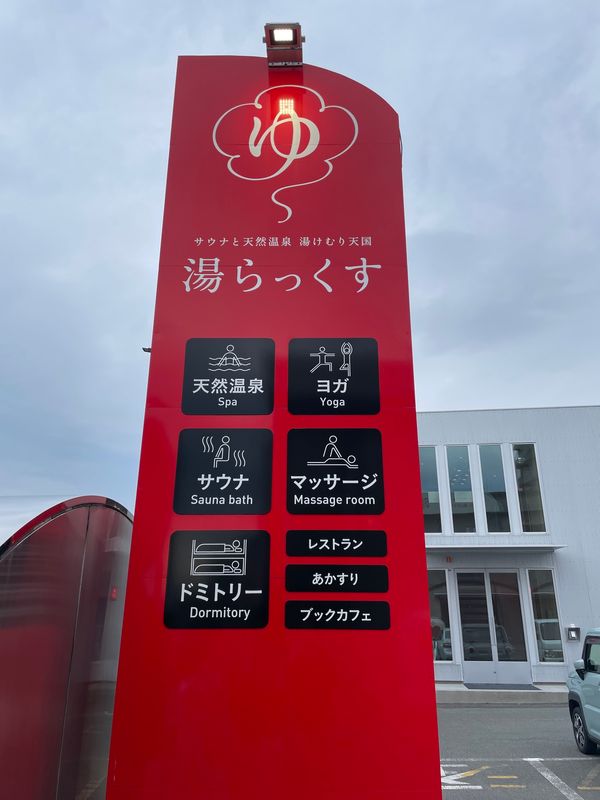 ゆ
サウナと天然温泉 湯けむり天国
湯らっくす
天然温泉
Spa
ヨガ
Yoga
サウナ
Sauna bath
マッサージ
Massage room
ドミトリー
Dormitory
レストラン
あかすり
ブックカフェ